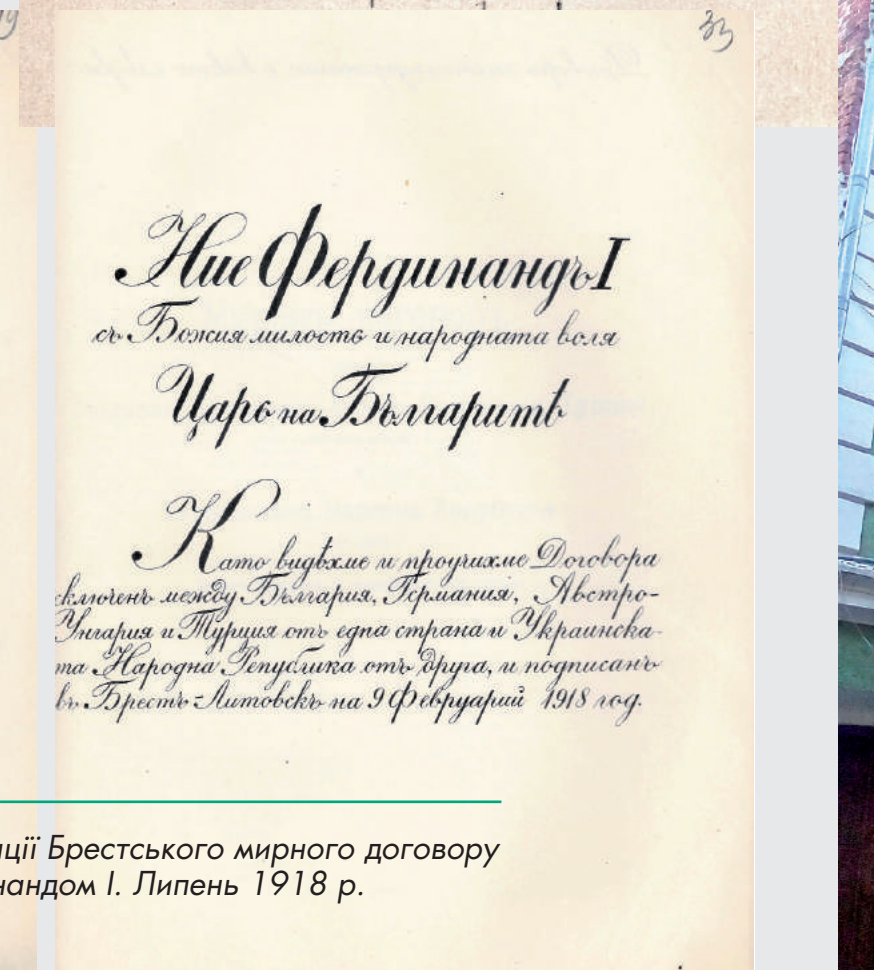 33
Ние Фердинандъ I
съ Божия милость и народната воля
Царь на Българитѣ
Като видѣхме и проучихме Договора
сключенъ между България, Германия, Австро-
Унгария и Турция отъ една страна и Украинска-
та Народна Република отъ друга, и подписанъ
въ Брестъ-Литовскъ на 9 Февруарий 1918 год.
ції Брестського мирного договору
нандом I. Липень 1918 р.